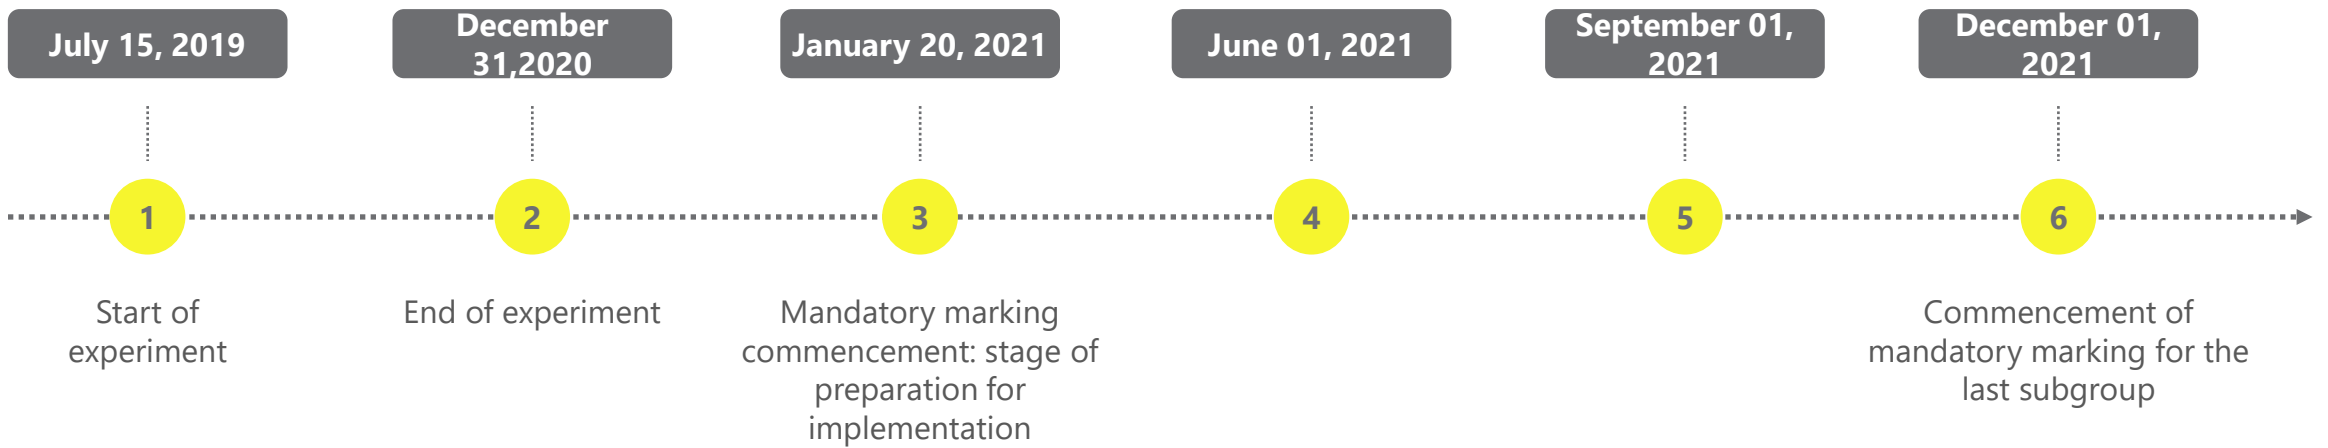 July 15, 2019
December
31,2020
January 20, 2021
June 01, 2021
September 01,
2021
December 01,
2021
1
2
3
4
5
6
Start of
experiment
End of experiment
Mandatory marking
commencement: stage of
preparation for
implementation
Commencement of
mandatory marking for the
last subgroup